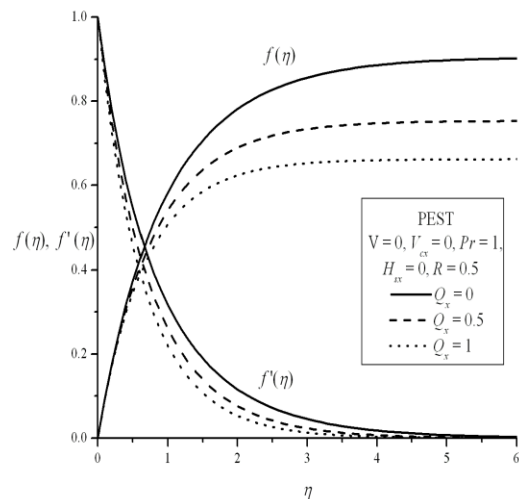 1.0
0.8
0.6
0.4
0.2
0.0
f(η), f'(η)
f(η)
f'(η)
PEST
V=0, V_cx=0, Pr=1,
H_sx=0, R=0.5
Q_x=0
Q_x=0.5
Q_x=1
0 1 2 3 4 5 6
η